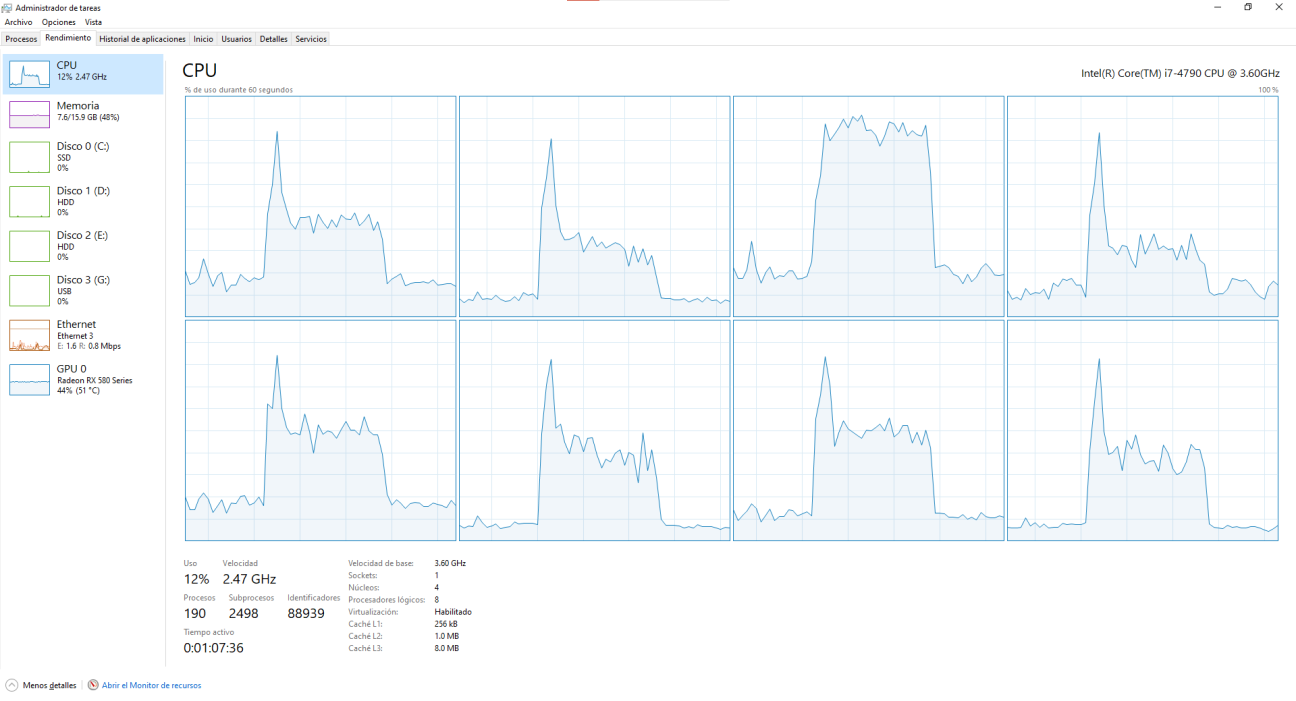 Administrador de tareas
Archivo Opciones Vista
Procesos Rendimiento Historial de aplicaciones Inicio Usuarios Detalles Servicios
CPU
12% 2.47 GHz
Memoria
7.6/15.9 GB (48%)
Disco 0 (C:)
SSD
0%
Disco 1 (D:)
HDD
0%
Disco 2 (E:)
HDD
0%
Disco 3 (G:)
USB
0%
Ethernet
Ethernet 3
E: 1.6 R: 0.8 Mbps
GPU 0
Radeon RX 580 Series
44% (51 °C)
CPU
Intel(R) Core(TM) i7-4790 CPU @ 3.60GHz
% de uso durante 60 segundos
100 %
Uso Velocidad
12% 2.47 GHz
Procesos Subprocesos Identificadores
190 2498 88939
Tiempo activo
0:01:07:36
Velocidad de base: 3.60 GHz
Sockets: 1
Núcleos: 4
Procesadores lógicos: 8
Virtualización: Habilitado
Caché L1: 256 kB
Caché L2: 1.0 MB
Caché L3: 8.0 MB
Menos detalles
Abrir el Monitor de recursos